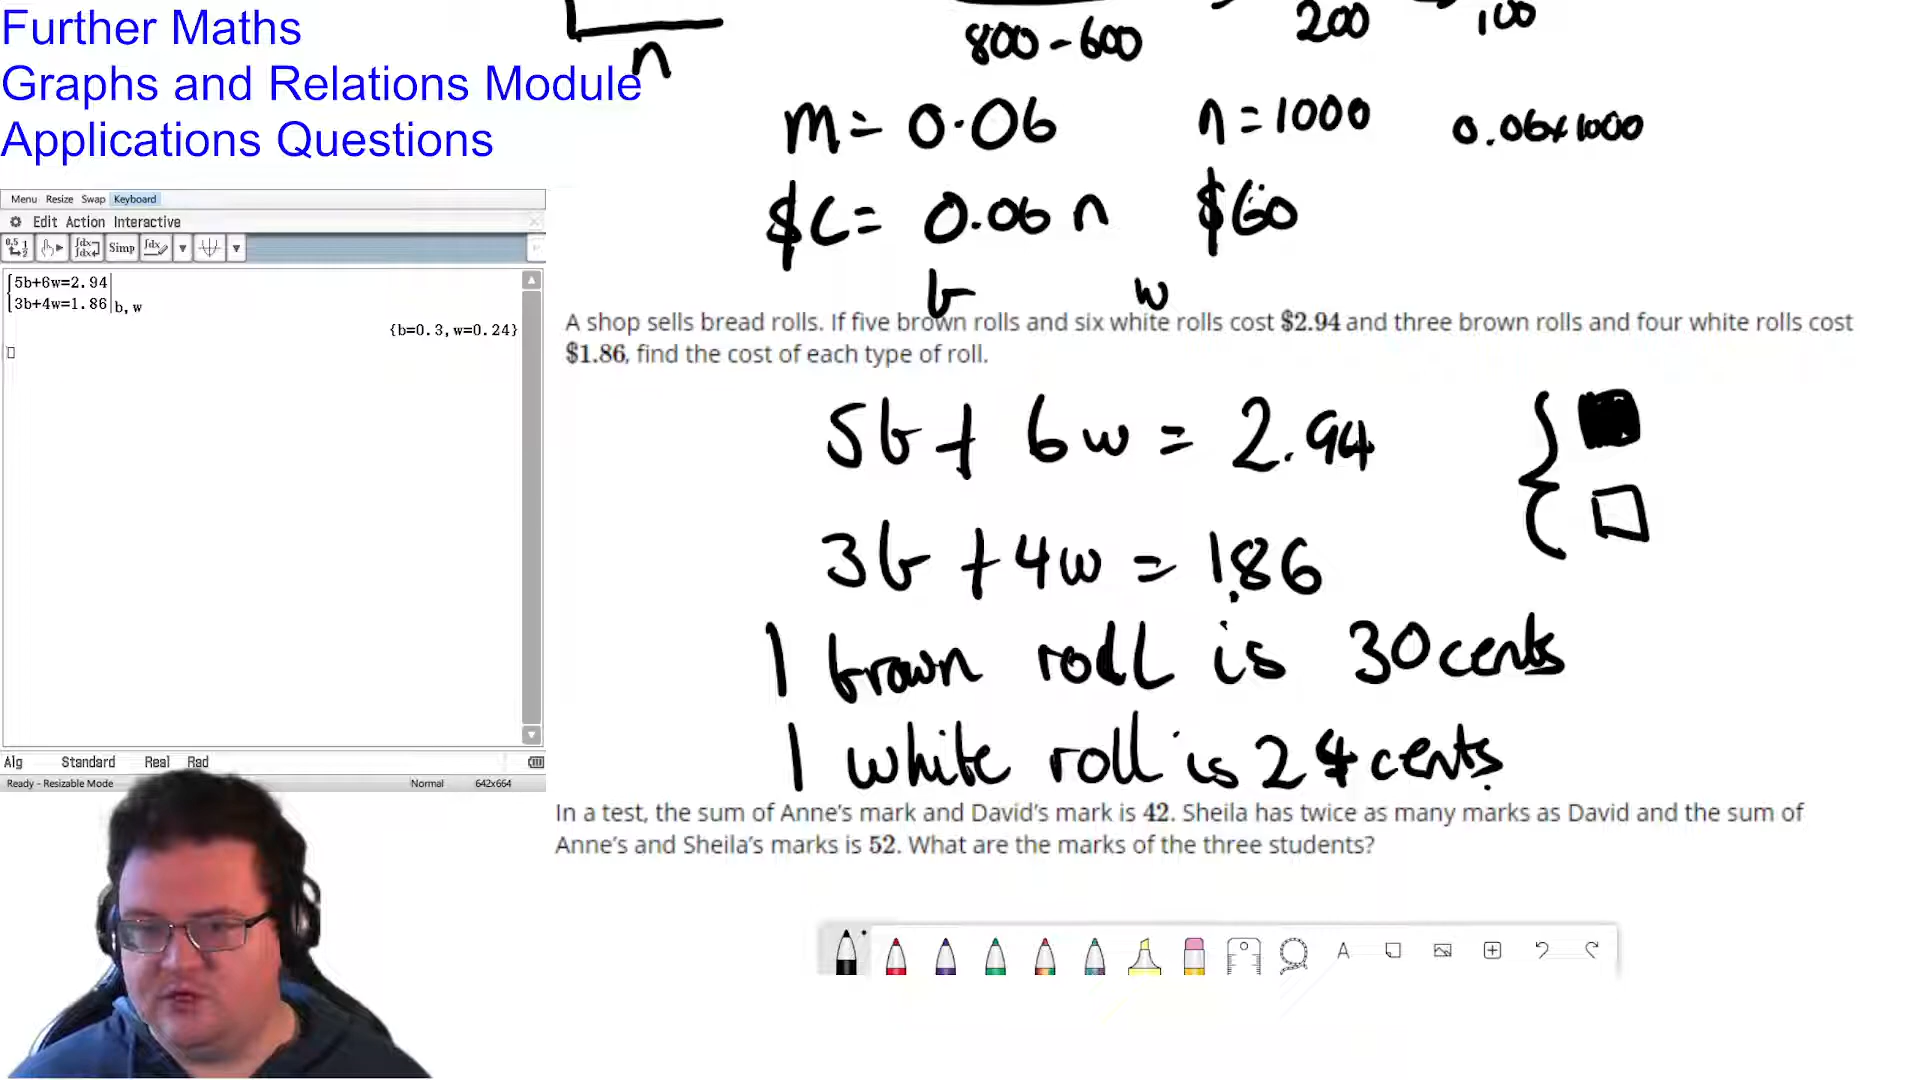 Further Maths
Graphs and Relations Module
Applications Questions
n
800-600
200
100
m= 0.06
n=1000
0.06x1000
$C= 0.06n
$60
Menu Resize Swap Keyboard
Edit Action Interactive
Simp
5b+6w=2.94
3b+4w=1.86 b,w
{b=0.3,w=0.24}
b w
A shop sells bread rolls. If five brown rolls and six white rolls cost $2.94 and three brown rolls and four white rolls cost
$1.86, find the cost of each type of roll.
5b+ 6w = 2.94
3b +4w = 1.86
1 brown roll is 30cents
1 white roll is 24cents
Alg Standard Real Rad
Ready - Resizable Mode Normal 642x664
In a test, the sum of Anne's mark and David's mark is 42. Sheila has twice as many marks as David and the sum of
Anne's and Sheila's marks is 52. What are the marks of the three students?